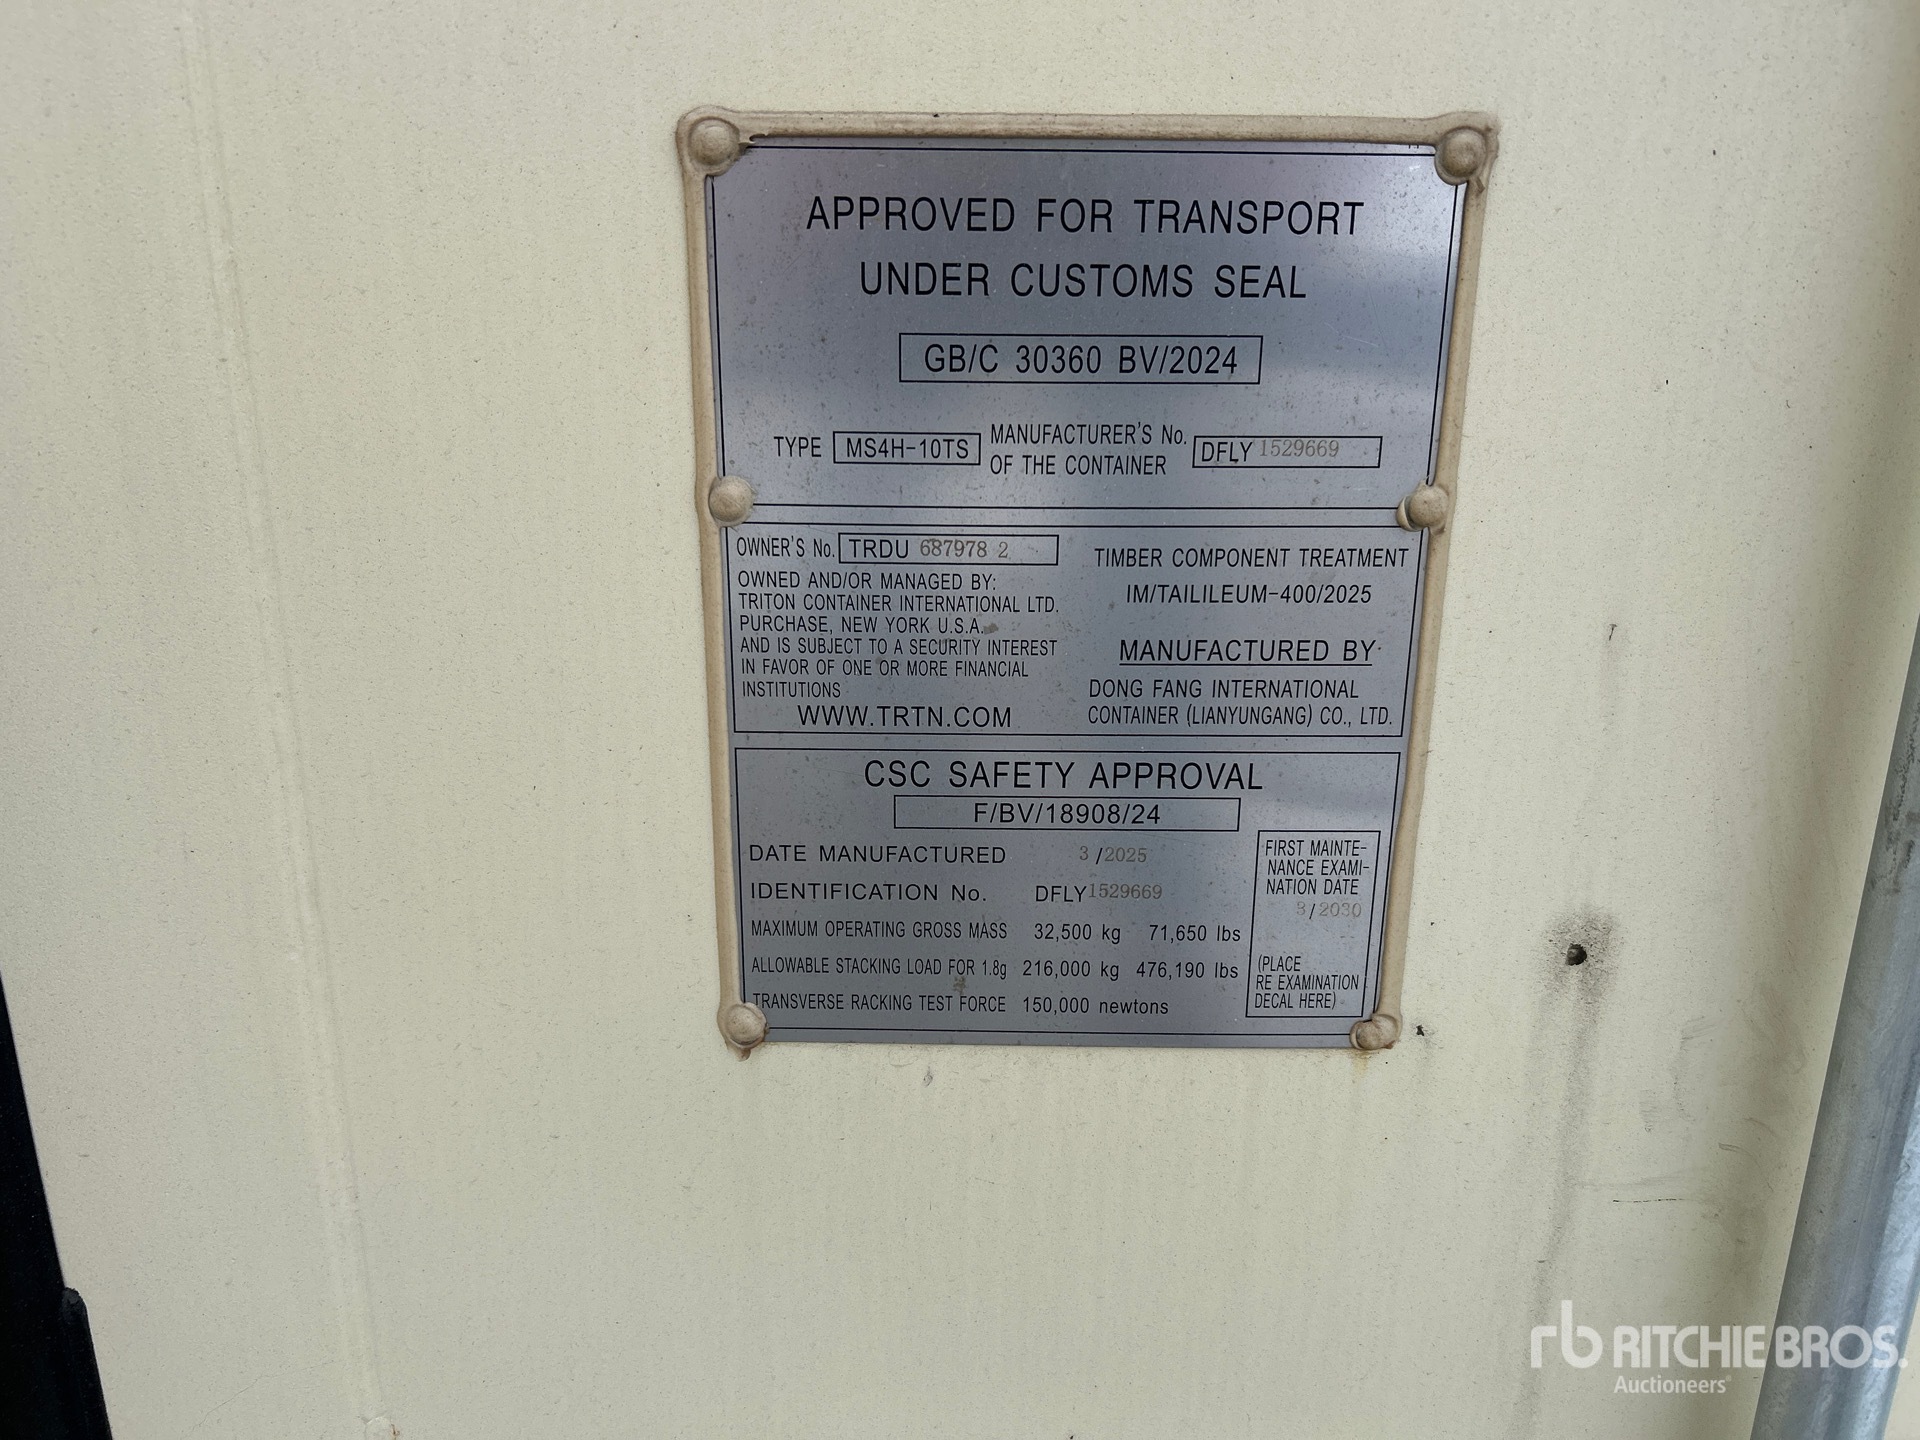 APPROVED FOR TRANSPORT
UNDER CUSTOMS SEAL
GB/C 30360 BV/2024
TYPE MS4H-10TS MANUFACTURER'S No. OF THE CONTAINER DFLY 1529669
OWNER'S No. TRDU 687978 2
OWNED AND/OR MANAGED BY:
TRITON CONTAINER INTERNATIONAL LTD.
PURCHASE, NEW YORK U.S.A.
AND IS SUBJECT TO A SECURITY INTEREST
IN FAVOR OF ONE OR MORE FINANCIAL
INSTITUTIONS
WWW.TRTN.COM
TIMBER COMPONENT TREATMENT
IM/TAILILEUM-400/2025
MANUFACTURED BY
DONG FANG INTERNATIONAL
CONTAINER (LIANYUNGANG) CO., LTD.
CSC SAFETY APPROVAL
F/BV/18908/24
DATE MANUFACTURED 3/2025
IDENTIFICATION No. DFLY1529669
MAXIMUM OPERATING GROSS MASS 32,500 kg 71,650 lbs
ALLOWABLE STACKING LOAD FOR 1.8g 216,000 kg 476,190 lbs
TRANSVERSE RACKING TEST FORCE 150,000 newtons
FIRST MAINTE-
NANCE EXAMI-
NATION DATE
3/2030
(PLACE
RE EXAMINATION
DECAL HERE)
rb RITCHIE BROS.
Auctioneers